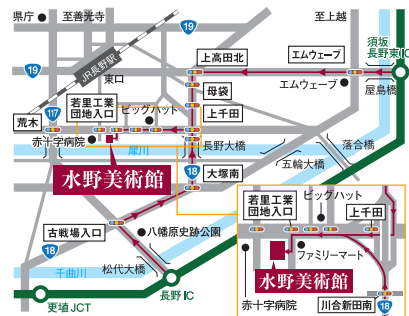 県庁
至善光寺
至上越
18
須坂
長野東IC
19
JR長野駅
上高田北
エムウェーブ
19
東口
エムウェーブ
屋島橋
母袋
若里工業
団地入口
ビッグハット
117
荒木
上千田
赤十字病院
犀川
長野大橋
落合橋
五輪大橋
水野美術館
18
大塚南
古戦場入口
八幡原史跡公園
18
千曲川
松代大橋
長野IC
更埴JCT
ビッグハット
若里工業
団地入口
上千田
ファミリーマート
水野美術館
赤十字病院
川合新田南
18